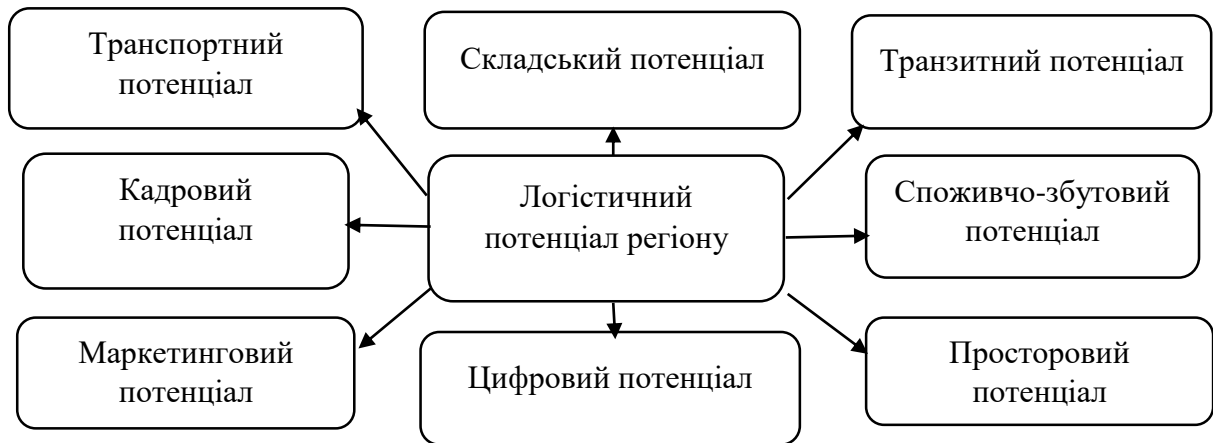 Транспортний
потенціал
Складський потенціал
Транзитний потенціал
Кадровий
потенціал
Логістичний
потенціал регіону
Споживчо-збутовий
потенціал
Маркетинговий
потенціал
Цифровий потенціал
Просторовий
потенціал